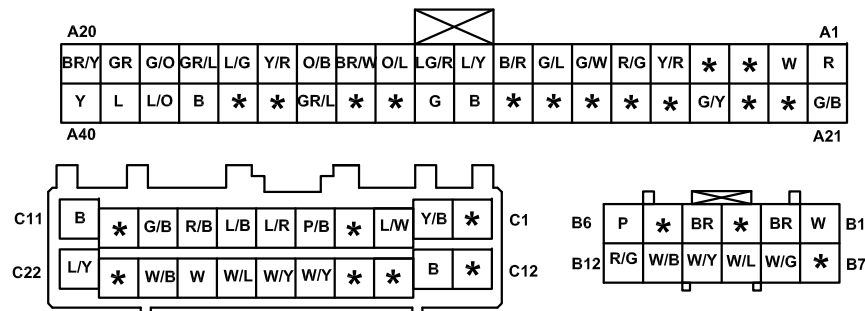 A20 A1
BR/Y GR G/O GR/L L/G Y/R O/B BR/W O/L LG/R L/Y B/R G/L G/W R/G Y/R * * W R
Y L L/O B * * GR/L * * G B * * * * * G/Y * * G/B
A40 A21
C11 B * G/B R/B L/B L/R P/B * L/W Y/B * C1
C22 L/Y * W/B W W/L W/Y W/Y * * B * C12
B6 P * BR * BR W B1
B12 R/G W/B W/Y W/L W/G * B7